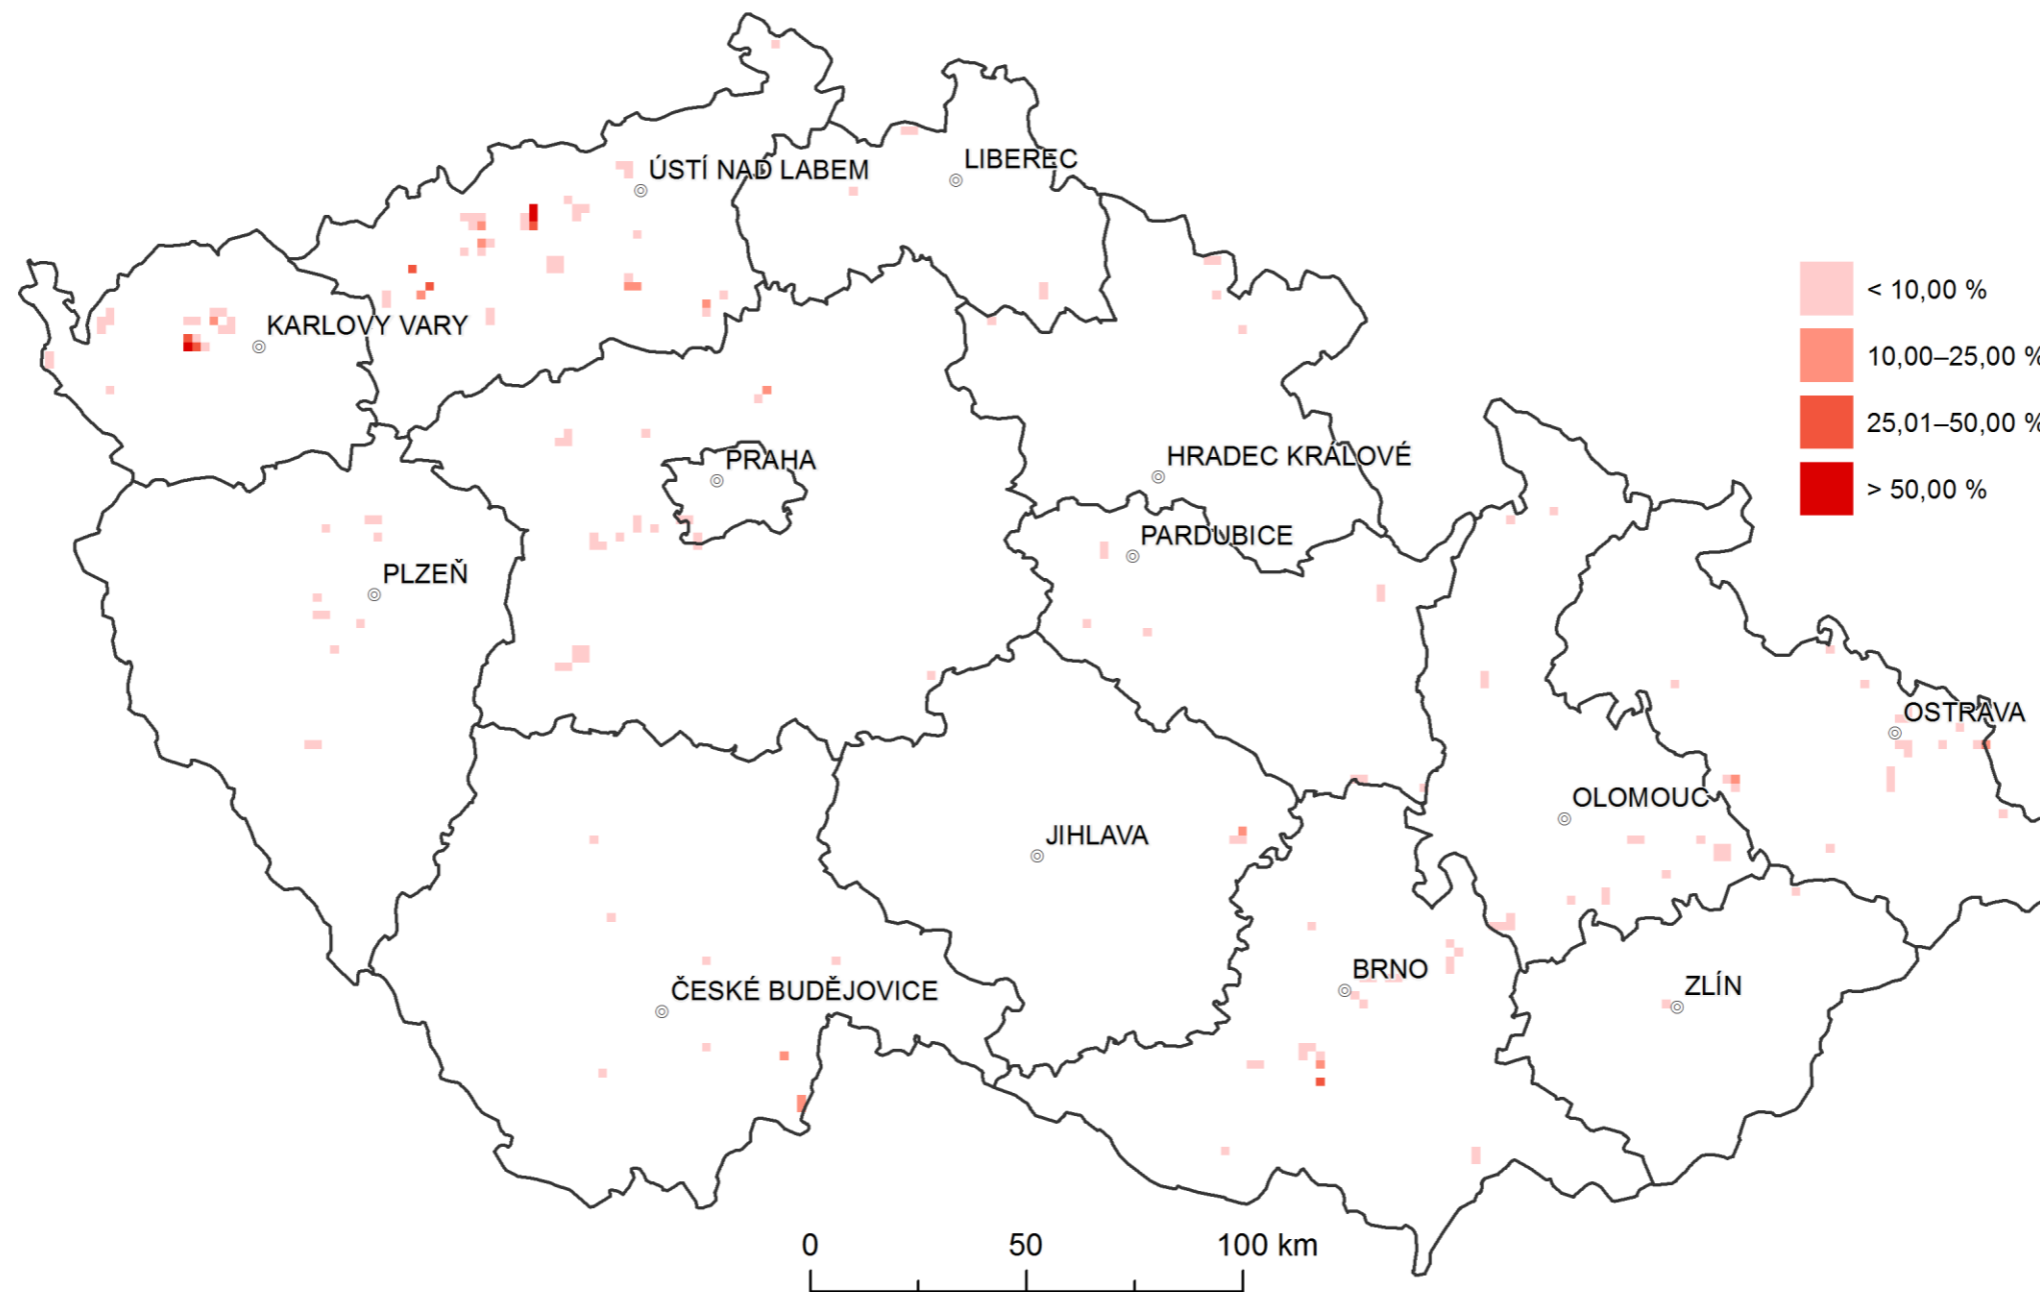 ÚSTÍ NAD LABEM
LIBEREC
KARLOVY VARY
< 10,00 %
10,00–25,00 %
25,01–50,00 %
> 50,00 %
PRAHA
HRADEC KRÁLOVÉ
PARDUBICE
PLZEŇ
OSTRAVA
OLOMOUC
JIHLAVA
BRNO
ČESKÉ BUDĚJOVICE
ZLÍN
0 50 100 km